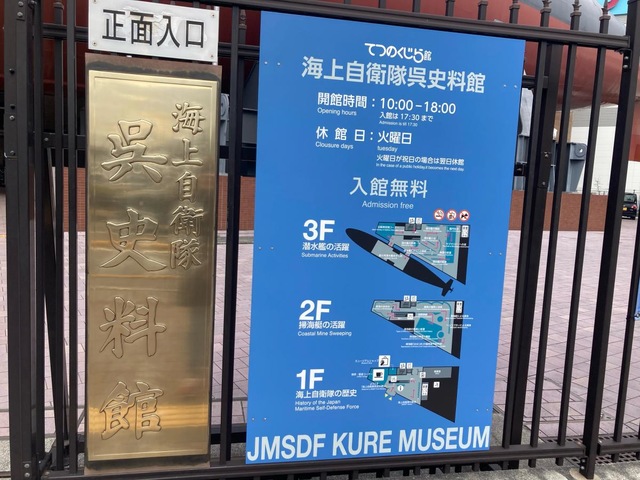 正面入口
海上自衛隊
呉史料館
てつのくじら館
海上自衛隊呉史料館
開館時間：10:00－18:00
Opening hours
入館は 17:30 まで
Admission is till 17:30
休館日：火曜日
Clousure days
tuesday
火曜日が祝日の場合は翌日休館
In the case of a public holiday,it becomes the next day.
入館無料
Admission free
3F
潜水艦の活躍
Submarine Activities
2F
掃海艇の活躍
Coastal Mine Sweeping
1F
海上自衛隊の歴史
History of the Japan
Maritime Self-Defense Force
JMSDF KURE MUSEUM